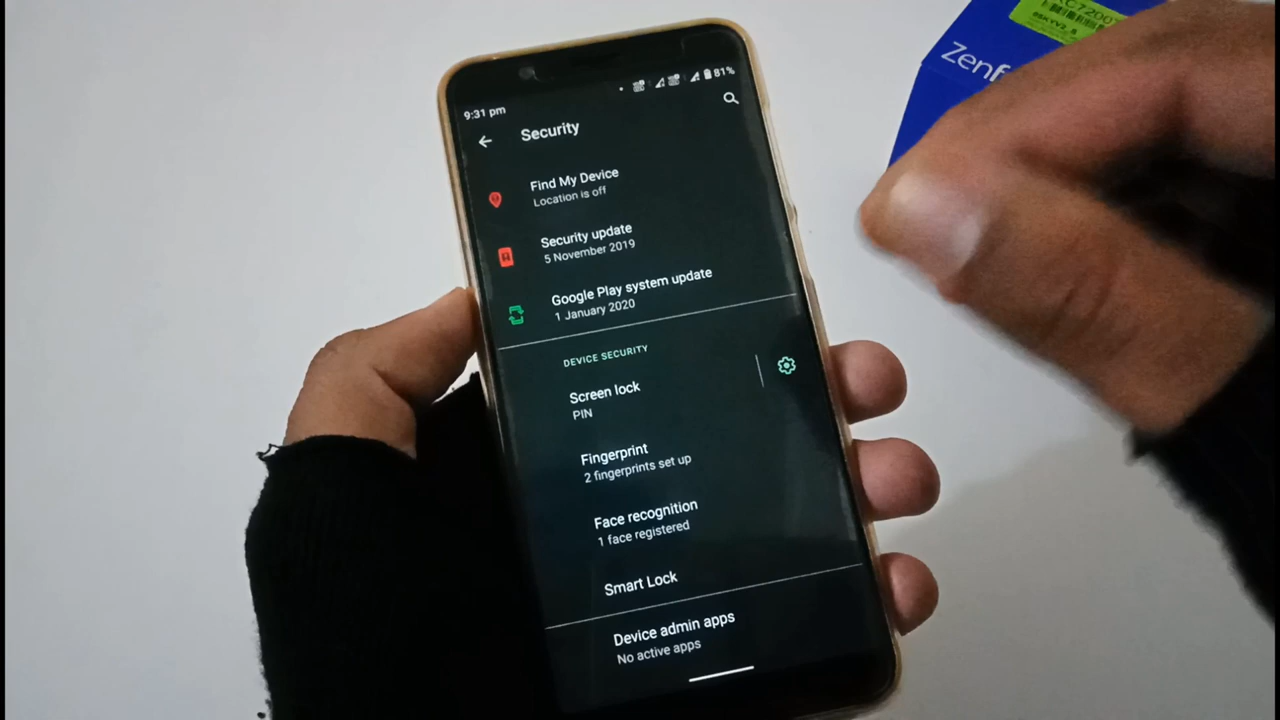 9:31 pm
81%
Security
Find My Device
Location is off
Security update
5 November 2019
Google Play system update
1 January 2020
DEVICE SECURITY
Screen lock
PIN
Fingerprint
2 fingerprints set up
Face recognition
1 face registered
Smart Lock
Device admin apps
No active apps
Zenf